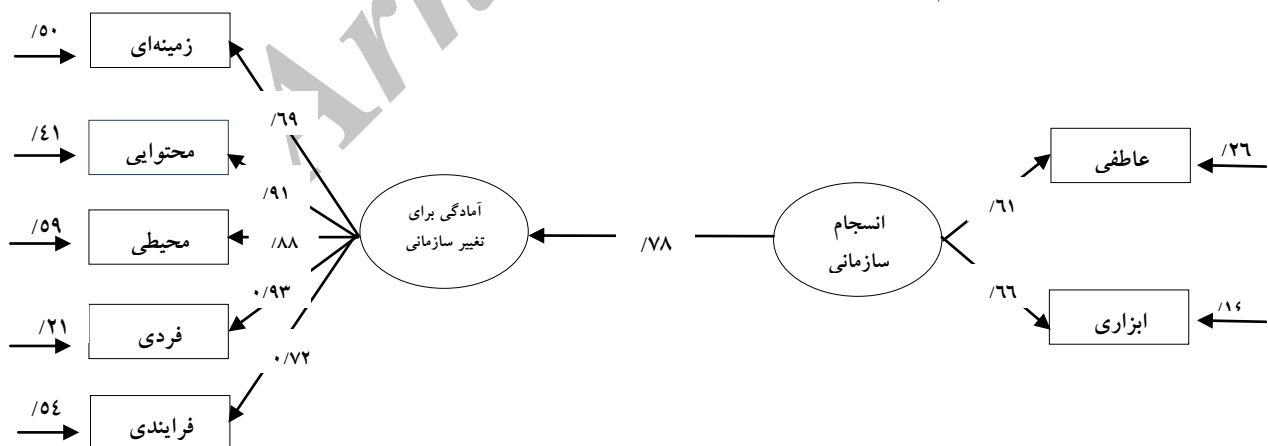 /۵۰
زمینه‌ای
/۶۹
/۴۱
محتوایی
عاطفی
/۲۶
/۹۱
/۶۱
آمادگی برای
تغییر سازمانی
انسجام
سازمانی
/۵۹
محیطی
/۸۸
/۷۸
۰/۹۳
/۶۶
/۲۱
فردی
ابزاری
/۱۴
۰/۷۲
/۵۴
فرایندی